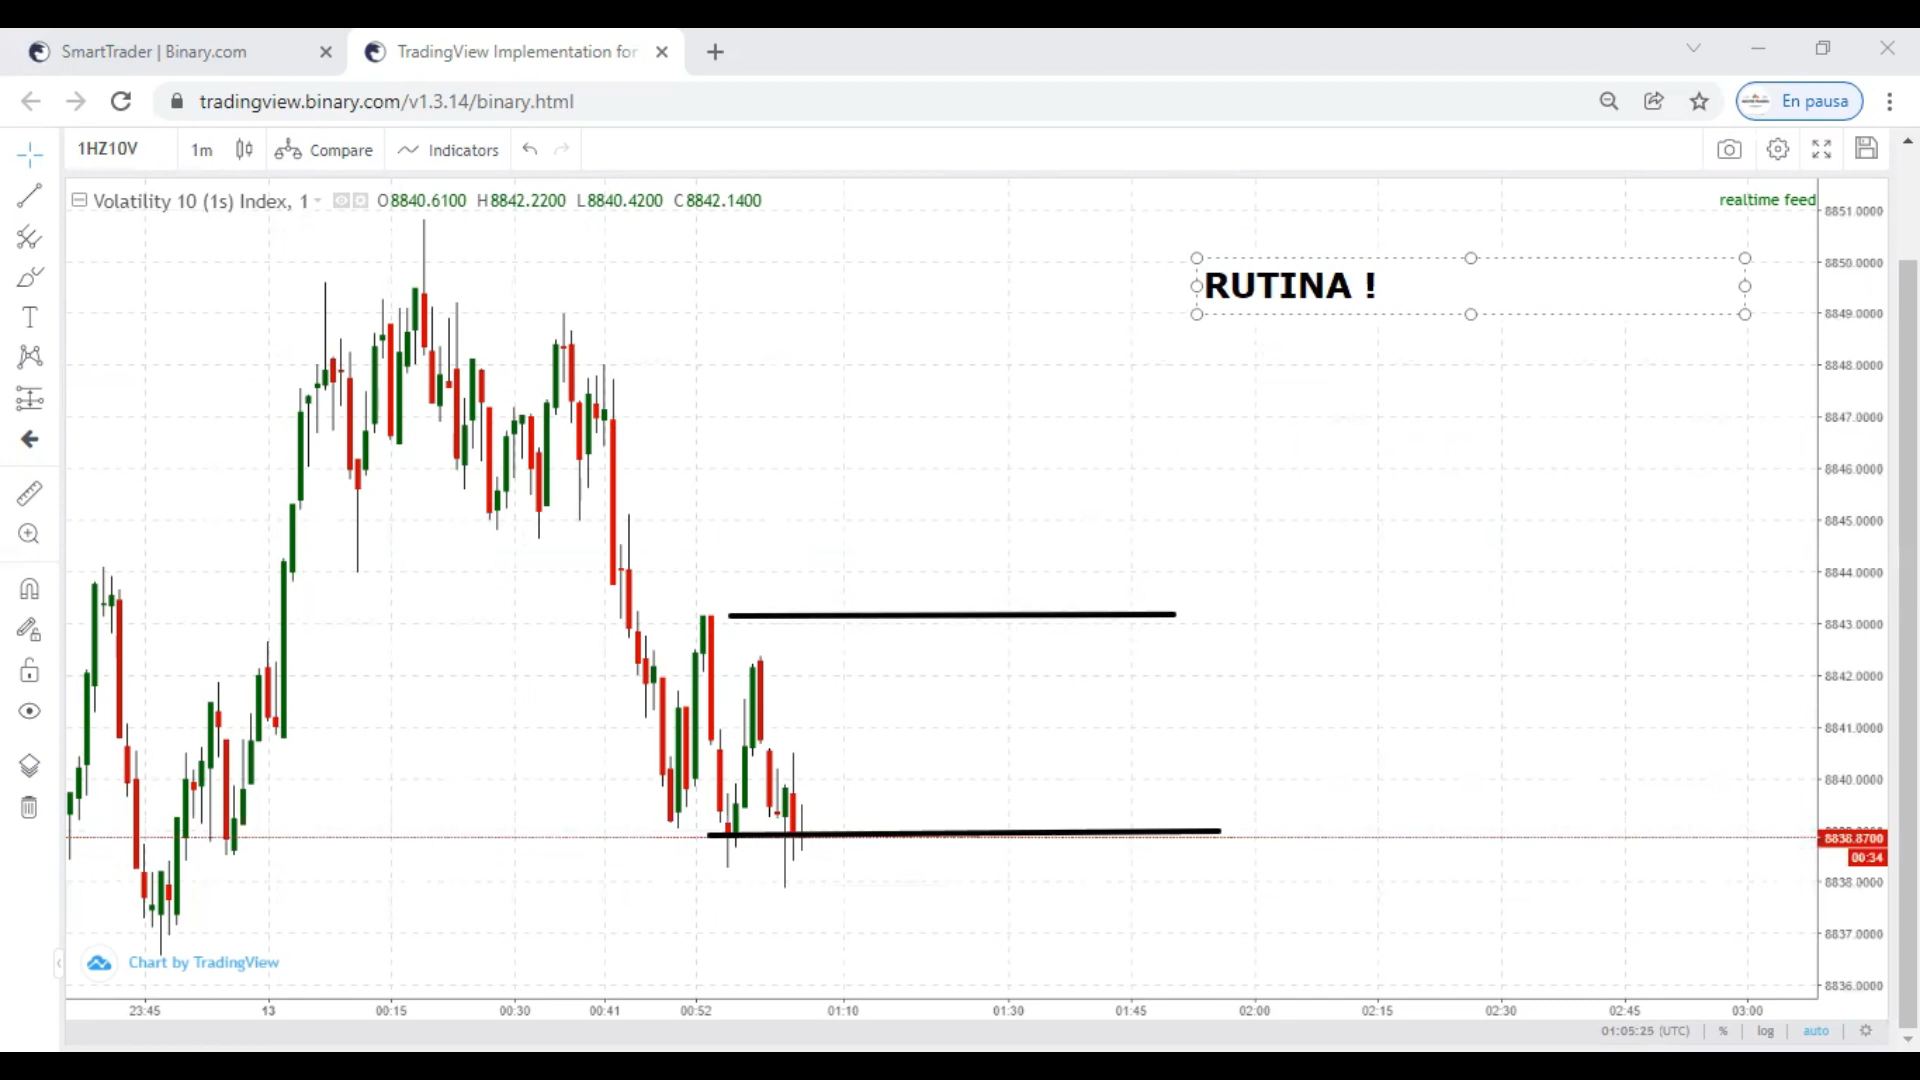 SmartTrader | Binary.com
TradingView Implementation for
tradingview.binary.com/v1.3.14/binary.html
En pausa
1HZ10V
1m
Compare
Indicators
Volatility 10 (1s) Index, 1
O8840.6100 H8842.2200 L8840.4200 C8842.1400
realtime feed
RUTINA !
8851.0000
8850.0000
8849.0000
8848.0000
8847.0000
8846.0000
8845.0000
8844.0000
8843.0000
8842.0000
8841.0000
8840.0000
8838.8700
00:34
8838.0000
8837.0000
8836.0000
Chart by TradingView
23:45 13 00:15 00:30 00:41 00:52 01:10 01:30 01:45 02:00 02:15 02:30 02:45 03:00
01:05:25 (UTC) % log auto